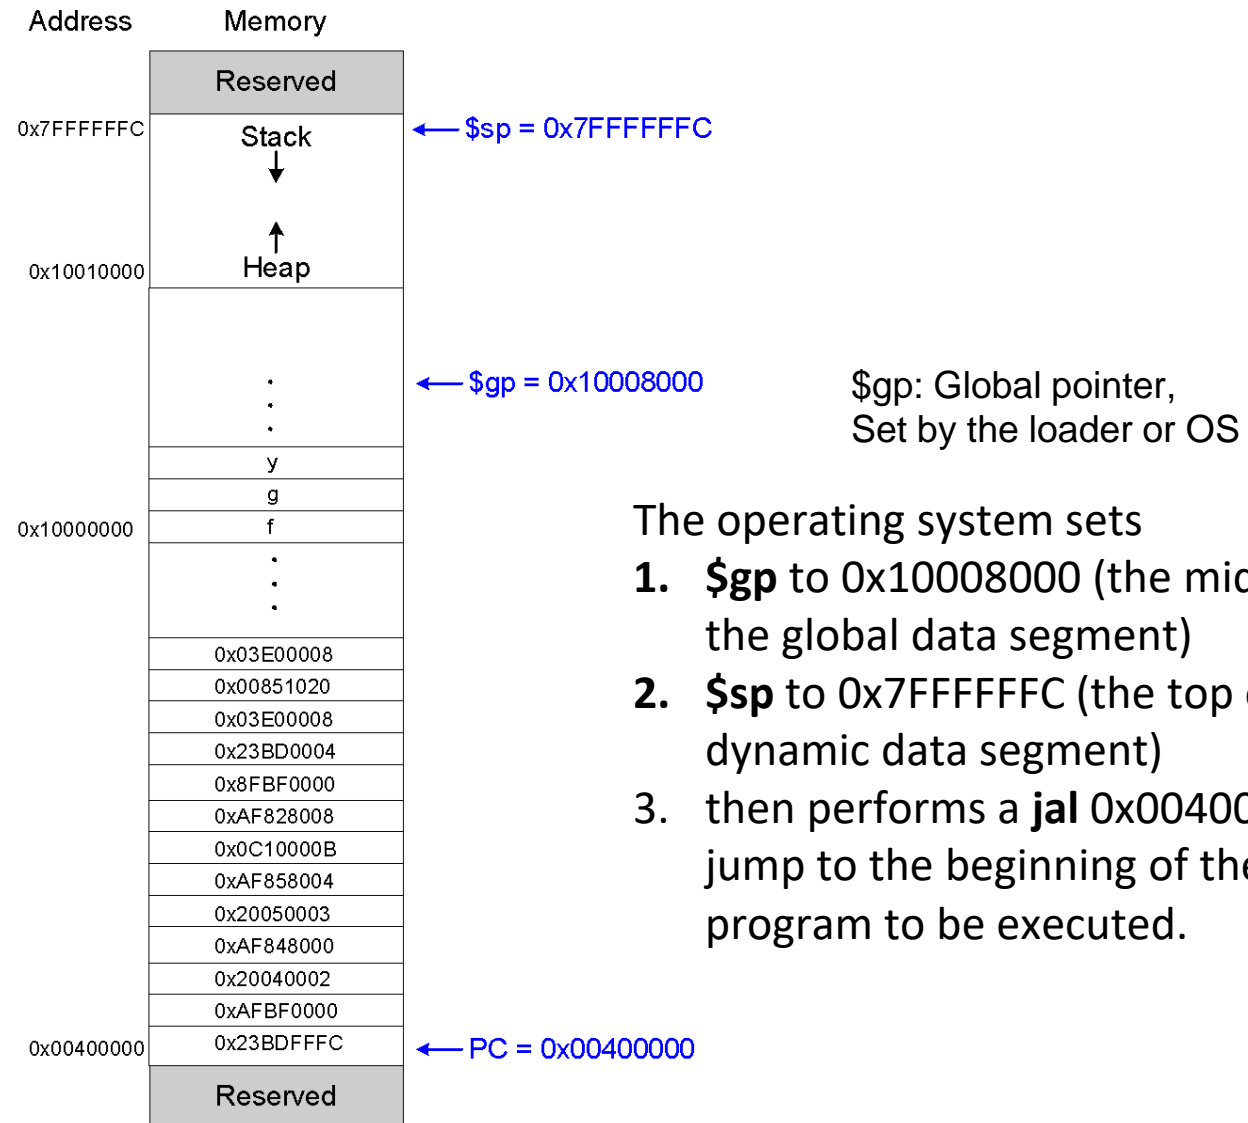 Address Memory
Reserved
0x7FFFFFFC Stack $sp = 0x7FFFFFFC
0x10010000 Heap
$gp = 0x10008000
$gp: Global pointer,
Set by the loader or OS
y
g
0x10000000 f
The operating system sets
1. $gp to 0x10008000 (the
the global data segment)
2. $sp to 0x7FFFFFFC (the top
dynamic data segment)
3. then performs a jal
jump to the beginning of
program to be executed.
0x03E00008
0x00851020
0x03E00008
0x23BD0004
0x8FBF0000
0xAF828008
0x0C10000B
0xAF858004
0x20050003
0xAF848000
0x20040002
0xAFBF0000
0x00400000 0x23BDFFFC PC = 0x00400000
Reserved